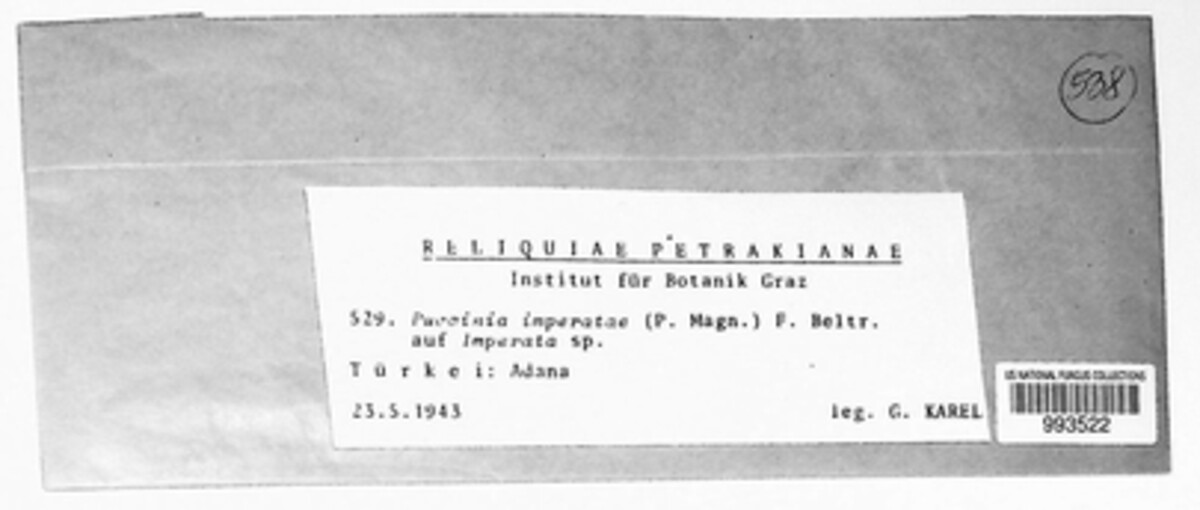 538
RELIQUIAE PETRAKIANAE
Institut für Botanik Graz
529. Puccinia imperatae (P. Magn.) F. Beltr.
auf Imperata sp.
Türkei: Adana
23.5.1943 leg. G. KAREL
US NATIONAL FUNGUS COLLECTIONS
993522